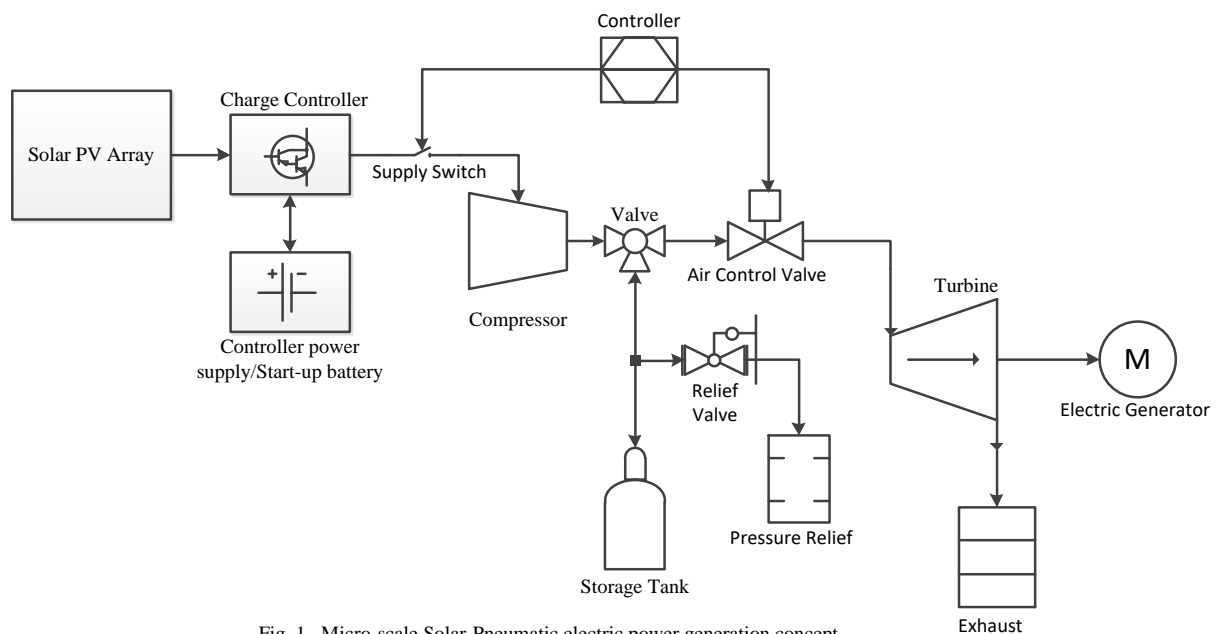 Controller
Charge Controller
Solar PV Array
Supply Switch
Valve
Air Control Valve
Turbine
+ −
Compressor
Controller power
supply/Start-up battery
Relief
Valve
M
Electric Generator
Pressure Relief
Storage Tank
Exhaust
Fig. 1. Micro-scale Solar-Pneumatic electric power generation concept